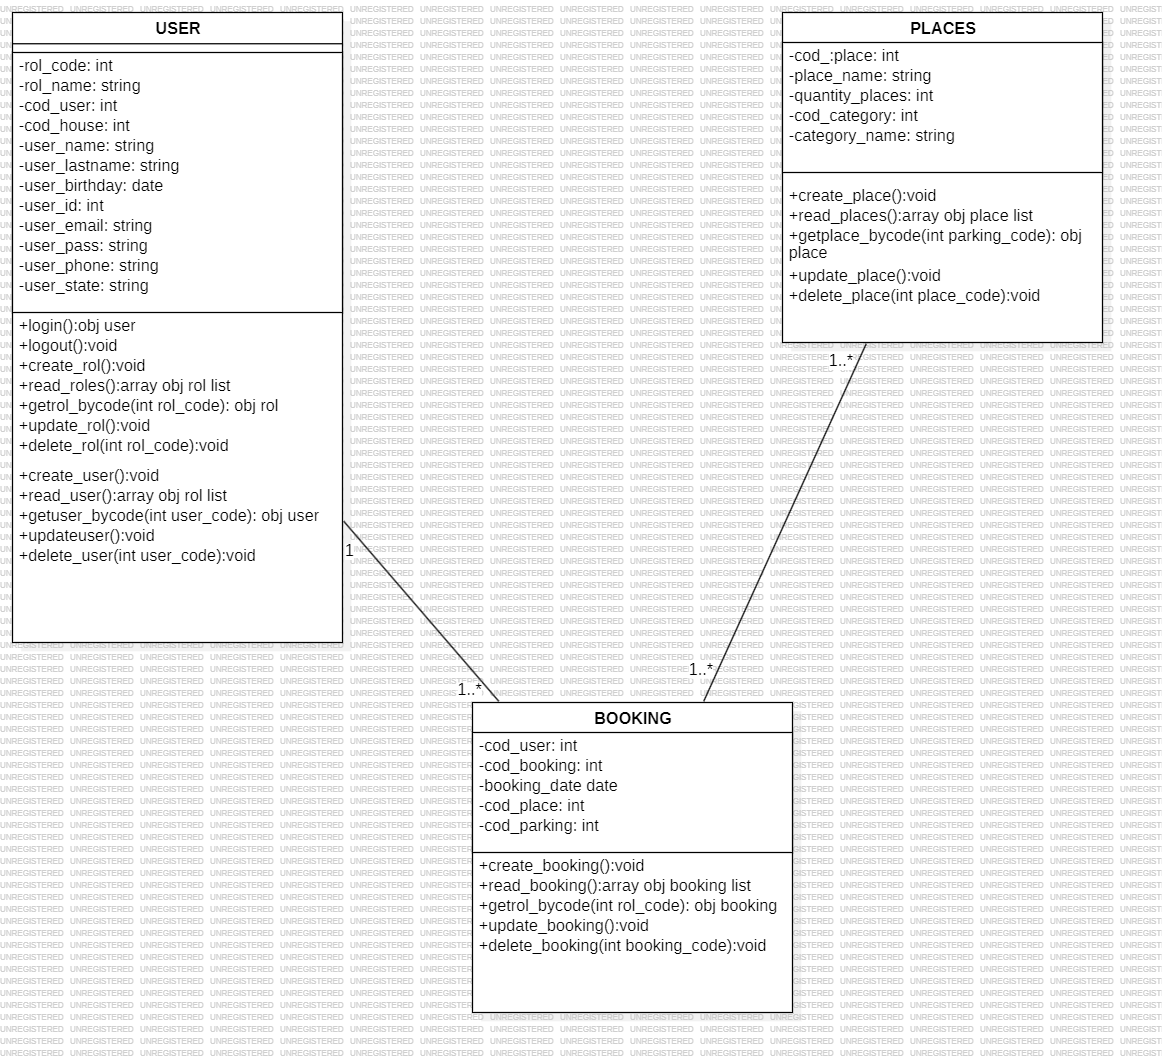 USER
-rol_code: int
-rol_name: string
-cod_user: int
-cod_house: int
-user_name: string
-user_lastname: string
-user_birthday: date
-user_id: int
-user_email: string
-user_pass: string
-user_phone: string
-user_state: string
+login():obj user
+logout():void
+create_rol():void
+read_roles():array obj rol list
+getrol_bycode(int rol_code): obj rol
+update_rol():void
+delete_rol(int rol_code):void
+create_user():void
+read_user():array obj rol list
+getuser_bycode(int user_code): obj user
+updateuser():void
+delete_user(int user_code):void
PLACES
-cod_:place: int
-place_name: string
-quantity_places: int
-cod_category: int
-category_name: string
+create_place():void
+read_places():array obj place list
+getplace_bycode(int parking_code): obj
place
+update_place():void
+delete_place(int place_code):void
1..*
1
1..*
1..*
BOOKING
-cod_user: int
-cod_booking: int
-booking_date date
-cod_place: int
-cod_parking: int
+create_booking():void
+read_booking():array obj booking list
+getrol_bycode(int rol_code): obj booking
+update_booking():void
+delete_booking(int booking_code):void
UNREGISTERED